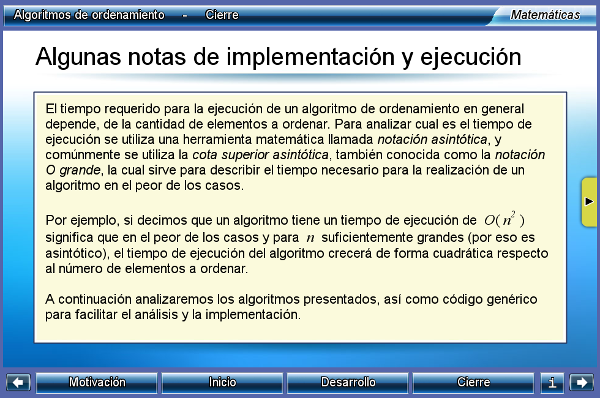 Algoritmos de ordenamiento - Cierre
Matemáticas
Algunas notas de implementación y ejecución
El tiempo requerido para la ejecución de un algoritmo de ordenamiento en general
depende, de la cantidad de elementos a ordenar. Para analizar cual es el tiempo de
ejecución se utiliza una herramienta matemática llamada notación asintótica, y
comúnmente se utiliza la cota superior asintótica, también conocida como la notación
O grande, la cual sirve para describir el tiempo necesario para la realización de un
algoritmo en el peor de los casos.
Por ejemplo, si decimos que un algoritmo tiene un tiempo de ejecución de O(n²)
significa que en el peor de los casos y para n suficientemente grandes (por eso es
asintótico), el tiempo de ejecución del algoritmo crecerá de forma cuadrática respecto
al número de elementos a ordenar.
A continuación analizaremos los algoritmos presentados, así como código genérico
para facilitar el análisis y la implementación.
Motivación Inicio Desarrollo Cierre i